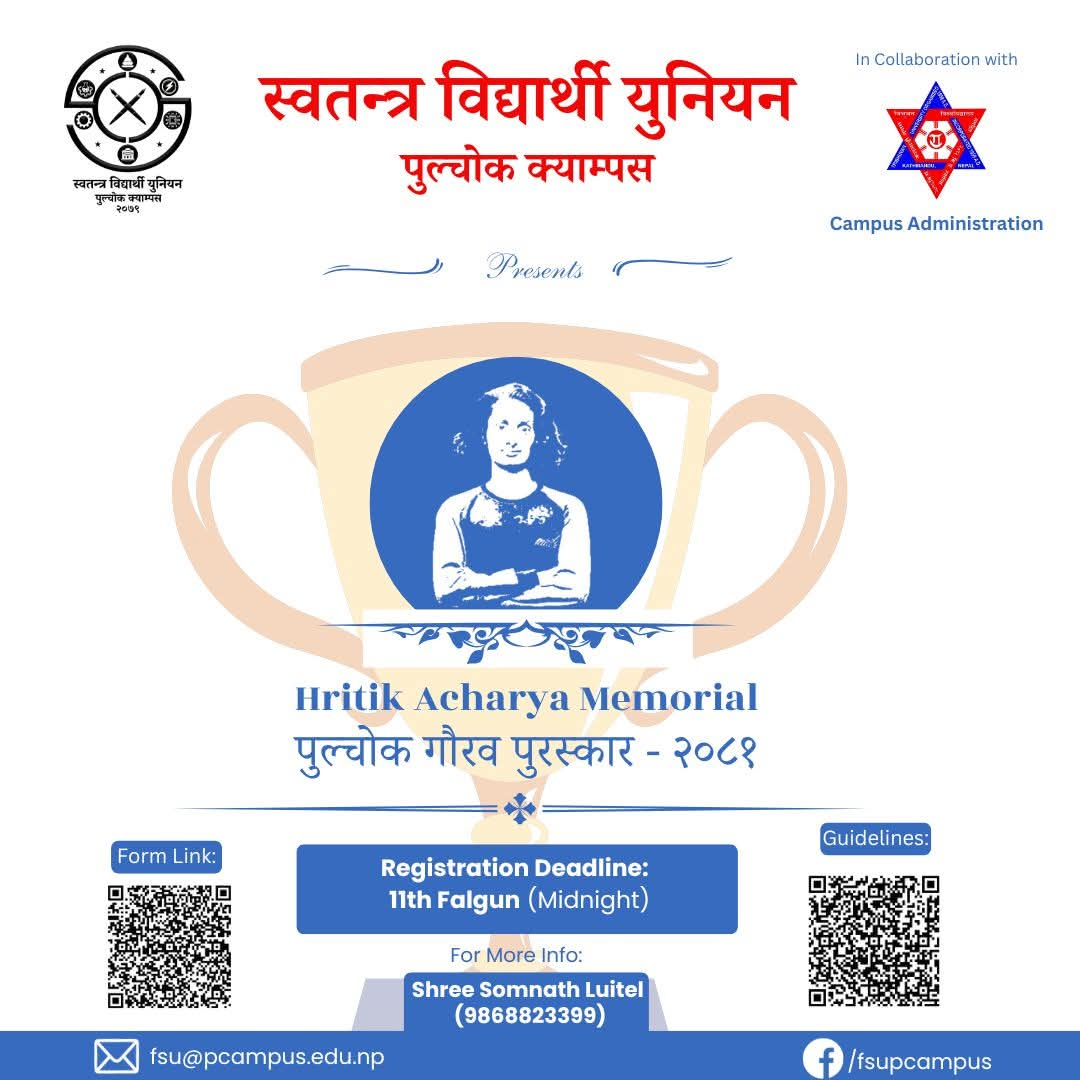 स्वतन्त्र विद्यार्थी युनियन
पुल्चोक क्याम्पस
२०७९
स्वतन्त्र विद्यार्थी युनियन
पुल्चोक क्याम्पस
In Collaboration with
KATHMANDU, NEPAL
Campus Administration
Presents
Hritik Acharya Memorial
पुल्चोक गौरव पुरस्कार - २०८१
Form Link:
Registration Deadline:
11th Falgun (Midnight)
Guidelines:
For More Info:
Shree Somnath Luitel
(9868823399)
fsu@pcampus.edu.np
/fsupcampus